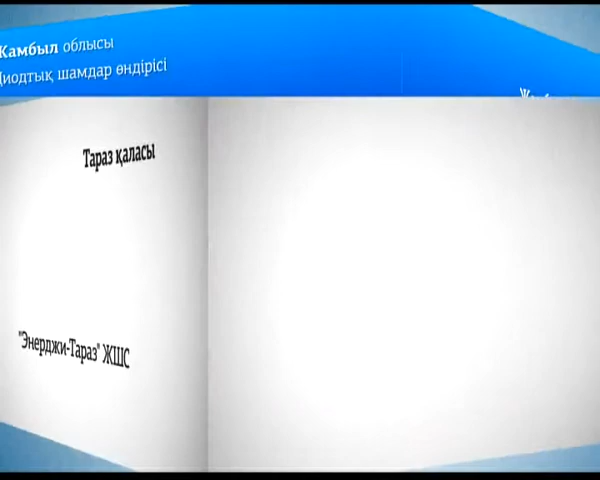 Жамбыл облысы
Диодтық шамдар өндірісі
Тараз қаласы
"Энерджи-Тараз" ЖШС